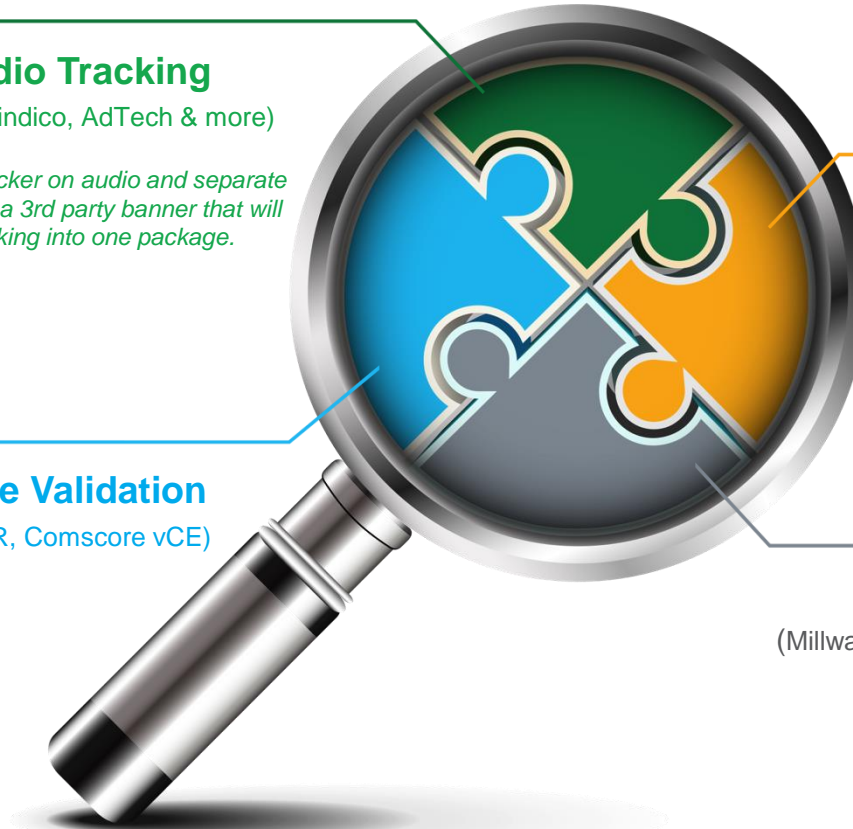 dio Tracking
indico, AdTech & more)
cker on audio and separate
a 3rd party banner that will
king into one package.
e Validation
R, Comscore vCE)
(Millwa